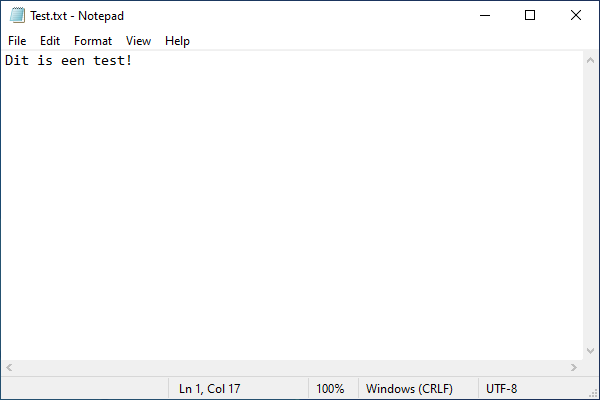 Test.txt - Notepad
File Edit Format View Help
Dit is een test!
Ln 1, Col 17 100% Windows (CRLF) UTF-8